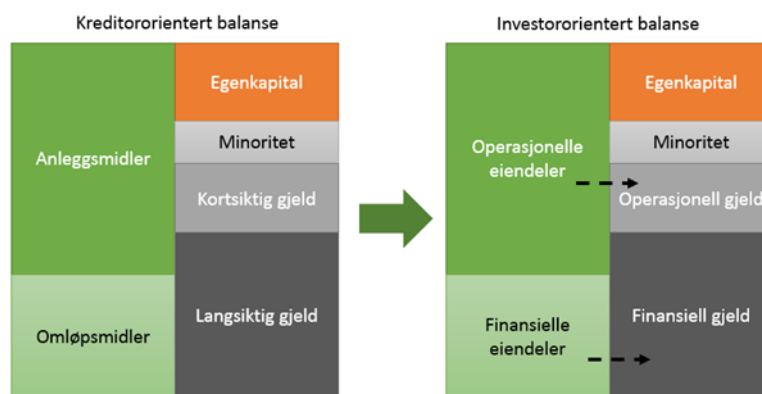 Kreditororientert balanse
Anleggsmidler
Omløpsmidler
Egenkapital
Minoritet
Kortsiktig gjeld
Langsiktig gjeld
Investororientert balanse
Operasjonelle
eiendeler
Finansielle
eiendeler
Egenkapital
Minoritet
Operasjonell gjeld
Finansiell gjeld